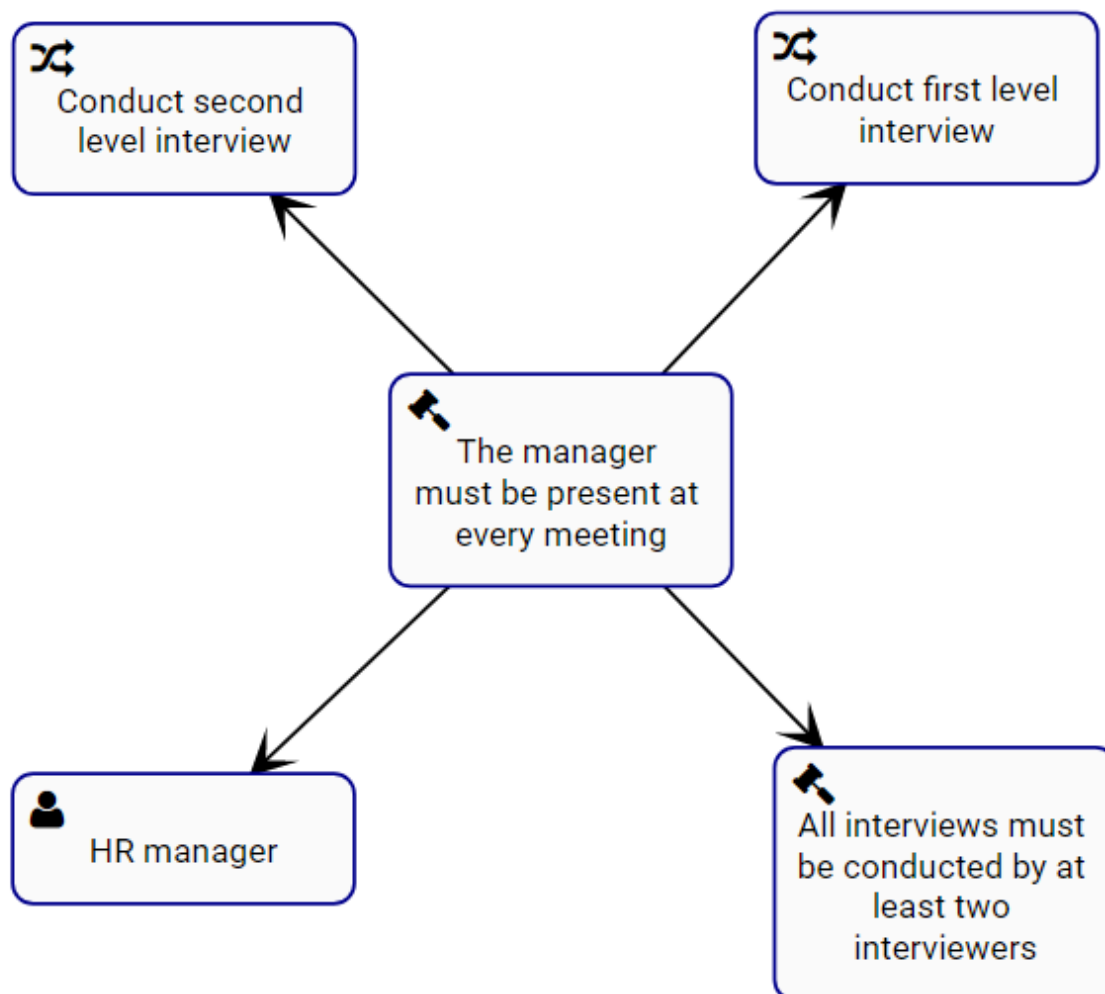 Conduct second
level interview
Conduct first level
interview
The manager
must be present at
every meeting
HR manager
All interviews must
be conducted by at
least two
interviewers